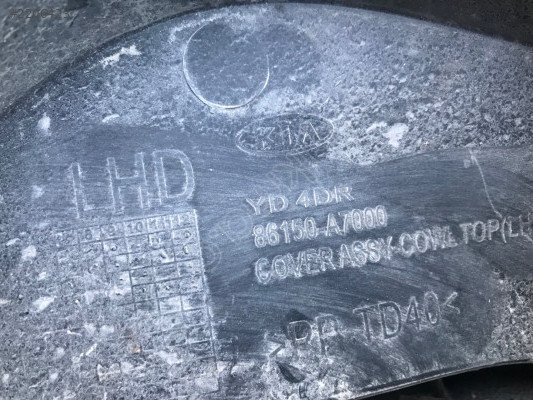 KIA
LHD
YD 4DR
86150-A7000
COVER ASSY-COWL TOP(L
>PP-TD40<